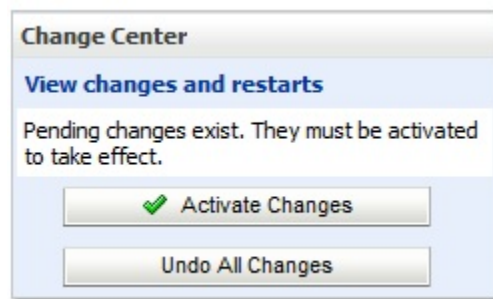 Change Center
View changes and restarts
Pending changes exist. They must be activated
to take effect.
Activate Changes
Undo All Changes